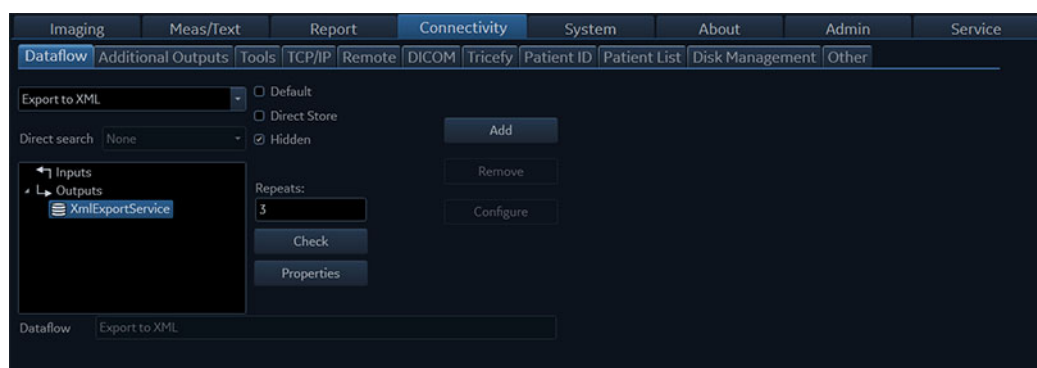 Imaging Meas/Text Report Connectivity System About Admin Service
Dataflow Additional Outputs Tools TCP/IP Remote DICOM Tricefy Patient ID Patient List Disk Management Other
Export to XML
Default
Direct Store
Direct search None
Hidden
Add
Inputs
Remove
Outputs
Repeats:
XmlExportService
3
Configure
Check
Properties
Dataflow Export to XML